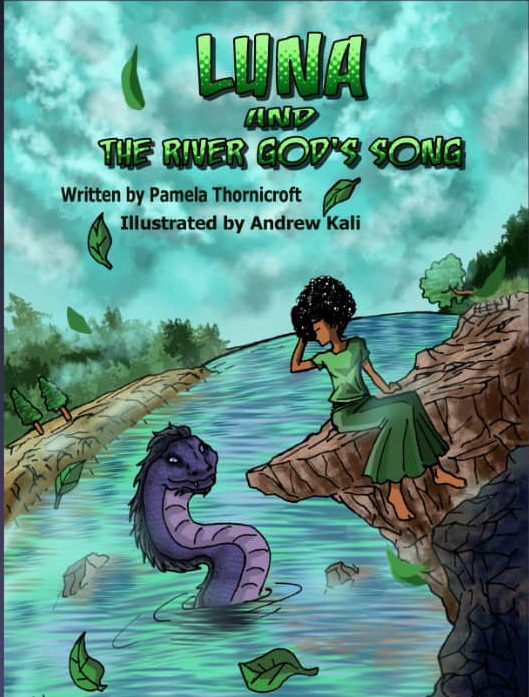 LUNA
AND
THE RIVER GOD'S SONG
Written by Pamela Thornicroft
Illustrated by Andrew Kali